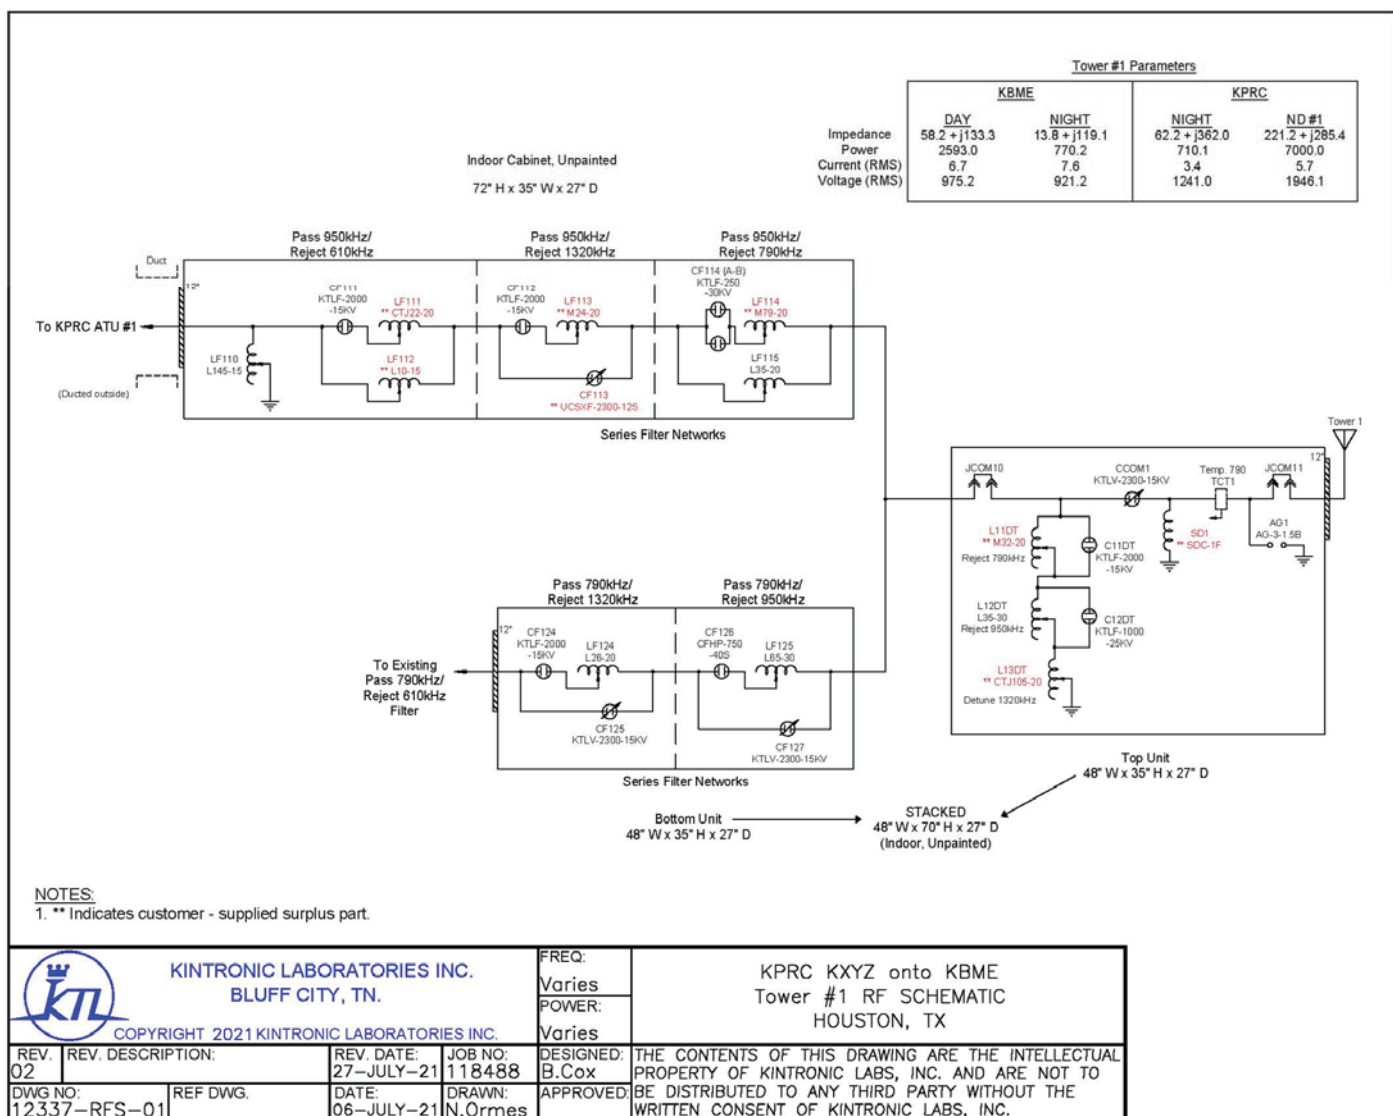 Tower #1 Parameters
KBME KPRC
DAY NIGHT NIGHT ND #1
Impedance 58.2 + j133.3 13.8 + j119.1 62.2 + j362.0 221.2 + j285.4
Power 2593.0 770.2 710.1 7000.0
Current (RMS) 6.7 7.6 3.4 5.7
Voltage (RMS) 975.2 921.2 1241.0 1946.1
Indoor Cabinet, Unpainted
72" H x 35" W x 27" D
Pass 950kHz/
Reject 610kHz
Pass 950kHz/
Reject 1320kHz
Pass 950kHz/
Reject 790kHz
Duct
12"
To KPRC ATU #1
(Ducted outside)
LF110
L145-15
CF111
KTLF-2000
-15KV
LF111
** CTJ22-20
LF112
** L10-15
CF112
KTLF-2000
-15KV
LF113
** M24-20
CF113
** UCSXF-2300-12S
CF114 (A-B)
KTLF-250
-30KV
LF114
** M79-20
LF115
L35-20
Series Filter Networks
Tower 1
12"
JCOM10
CCOM1
KTLV-2300-15KV
Temp. 790
TCT1
JCOM11
L11DT
** M32-20
Reject 790kHz
C11DT
KTLF-2000
-15KV
SD1
** SDC-1F
AG1
AG-3-1.5B
L12DT
L35-30
Reject 950kHz
C12DT
KTLF-1000
-25KV
L13DT
** CTJ105-20
Detune 1320kHz
Top Unit
48" W x 35" H x 27" D
Pass 790kHz/
Reject 1320kHz
Pass 790kHz/
Reject 950kHz
12"
To Existing
Pass 790kHz/
Reject 610kHz
Filter
CF124
KTLF-2000
-15KV
LF124
L26-20
CF125
KTLV-2300-15KV
CF126
CFHP-750
-40S
LF125
L65-30
CF127
KTLV-2300-15KV
Series Filter Networks
Bottom Unit
48" W x 35" H x 27" D
STACKED
48" W x 70" H x 27" D
(Indoor, Unpainted)
NOTES:
1. ** Indicates customer - supplied surplus part.
KTL
KINTRONIC LABORATORIES INC.
BLUFF CITY, TN.
COPYRIGHT 2021 KINTRONIC LABORATORIES INC.
FREQ:
Varies
POWER:
Varies
KPRC KXYZ onto KBME
Tower #1 RF SCHEMATIC
HOUSTON, TX
REV.
02
REV. DESCRIPTION:
REV. DATE:
27-JULY-21
JOB NO:
118488
DESIGNED:
B.Cox
DWG NO:
12337-RFS-01
REF DWG.
DATE:
06-JULY-21
DRAWN:
N.Ormes
APPROVED:
THE CONTENTS OF THIS DRAWING ARE THE INTELLECTUAL
PROPERTY OF KINTRONIC LABS, INC. AND ARE NOT TO
BE DISTRIBUTED TO ANY THIRD PARTY WITHOUT THE
WRITTEN CONSENT OF KINTRONIC LABS, INC.